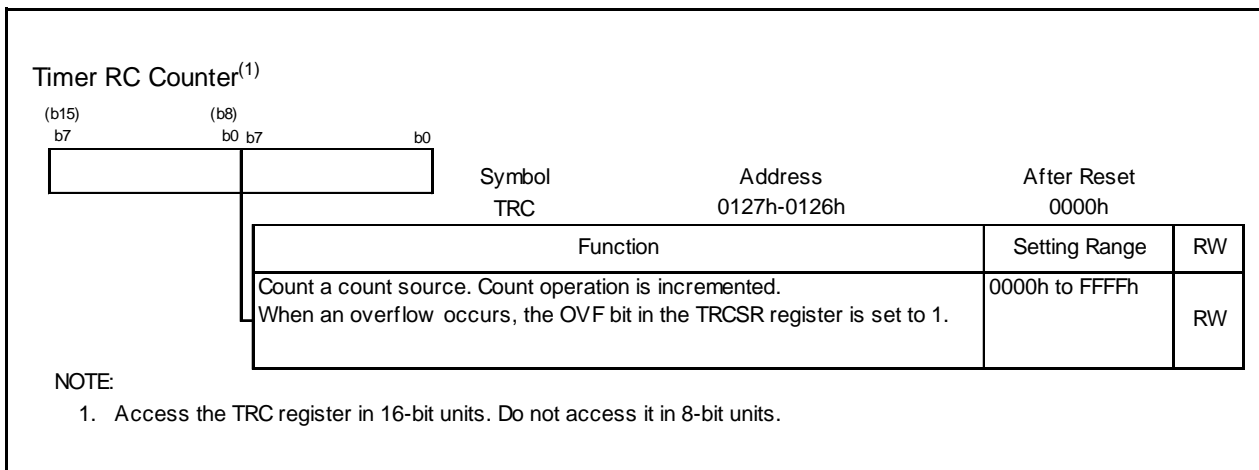 Timer RC Counter(1)
(b15) (b8)
b7 b0 b7 b0
Symbol Address After Reset
TRC 0127h-0126h 0000h
Function Setting Range RW
Count a count source. Count operation is incremented. 0000h to FFFFh
When an overflow occurs, the OVF bit in the TRCSR register is set to 1. RW
NOTE:
1. Access the TRC register in 16-bit units. Do not access it in 8-bit units.